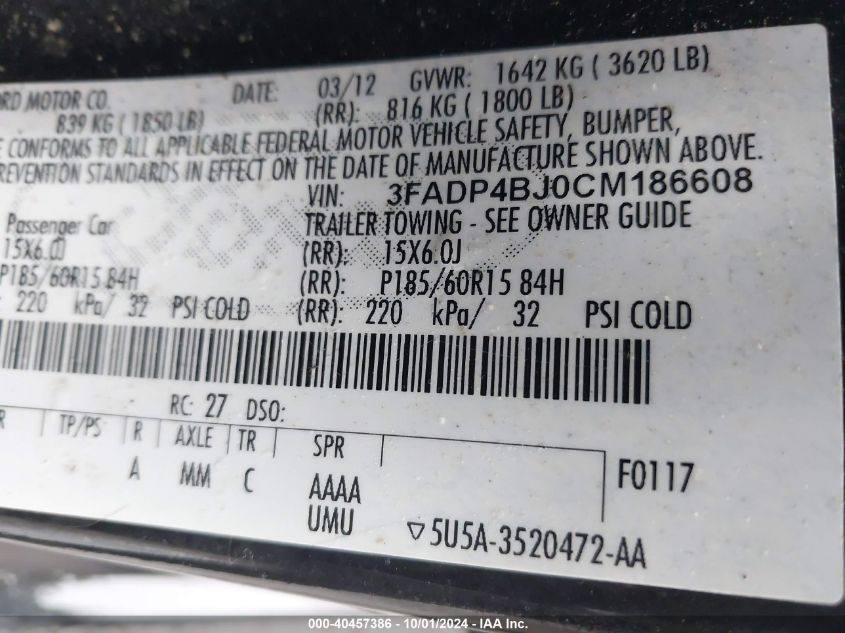 ORD MOTOR CO. DATE: 03/12 GVWR: 1642 KG ( 3620 LB)
839 KG ( 1850 LB) (RR): 816 KG ( 1800 LB)
E CONFORMS TO ALL APPLICABLE FEDERAL MOTOR VEHICLE SAFETY, BUMPER,
REVENTION STANDARDS IN EFFECT ON THE DATE OF MANUFACTURE SHOWN ABOVE.
VIN: 3FADP4BJ0CM186608
Passenger Car TRAILER TOWING - SEE OWNER GUIDE
15X6.0J (RR): 15X6.0J
P185/60R15 84H (RR): P185/60R15 84H
: 220 kPa/ 32 PSI COLD (RR): 220 kPa/ 32 PSI COLD
RC: 27 DSO:
R TP/PS R AXLE TR SPR
A MM C AAAA F0117
UMU 5U5A-3520472-AA
000-40457386 - 10/01/2024 - IAA Inc.